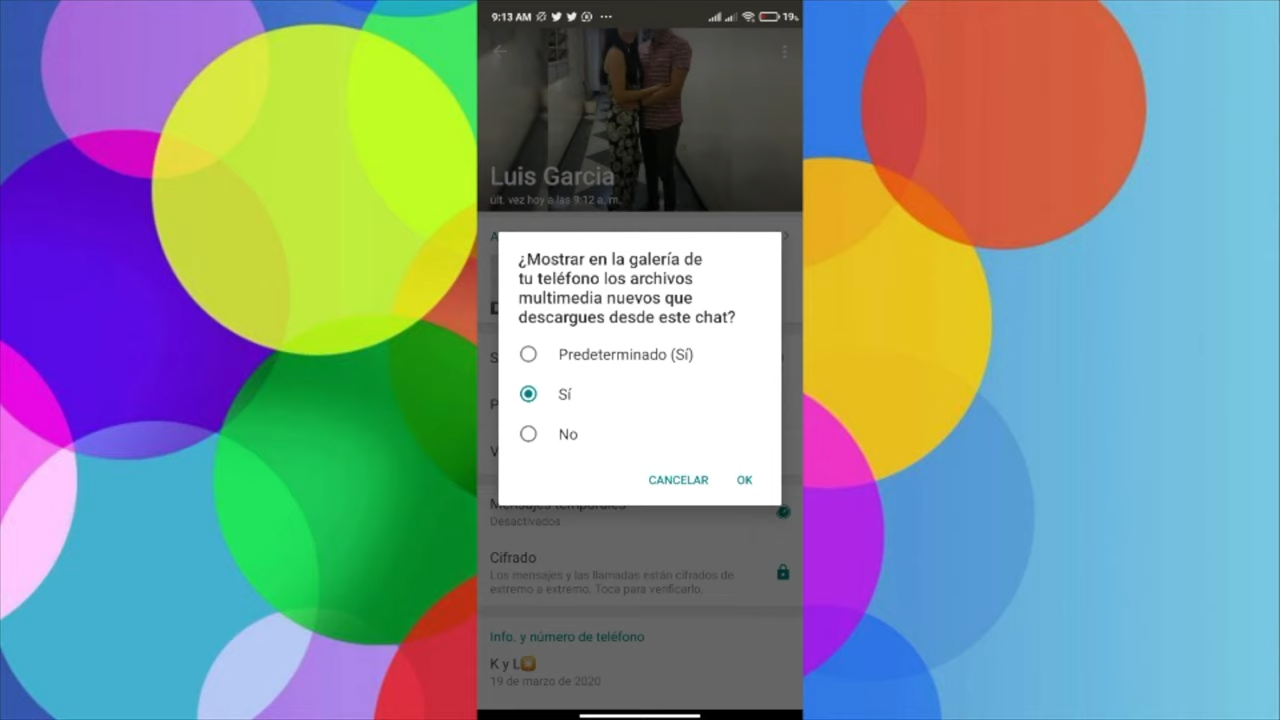 9:13 AM ... 19%
Luis Garcia
últ. vez hoy a las 9:12 a. m.
¿Mostrar en la galería de
tu teléfono los archivos
multimedia nuevos que
descargues desde este chat?
Predeterminado (Sí)
Sí
No
CANCELAR OK
Mensajes temporales
Desactivados
Cifrado
Los mensajes y las llamadas están cifrados de
extremo a extremo. Toca para verificarlo.
Info. y número de teléfono
K y L
19 de marzo de 2020